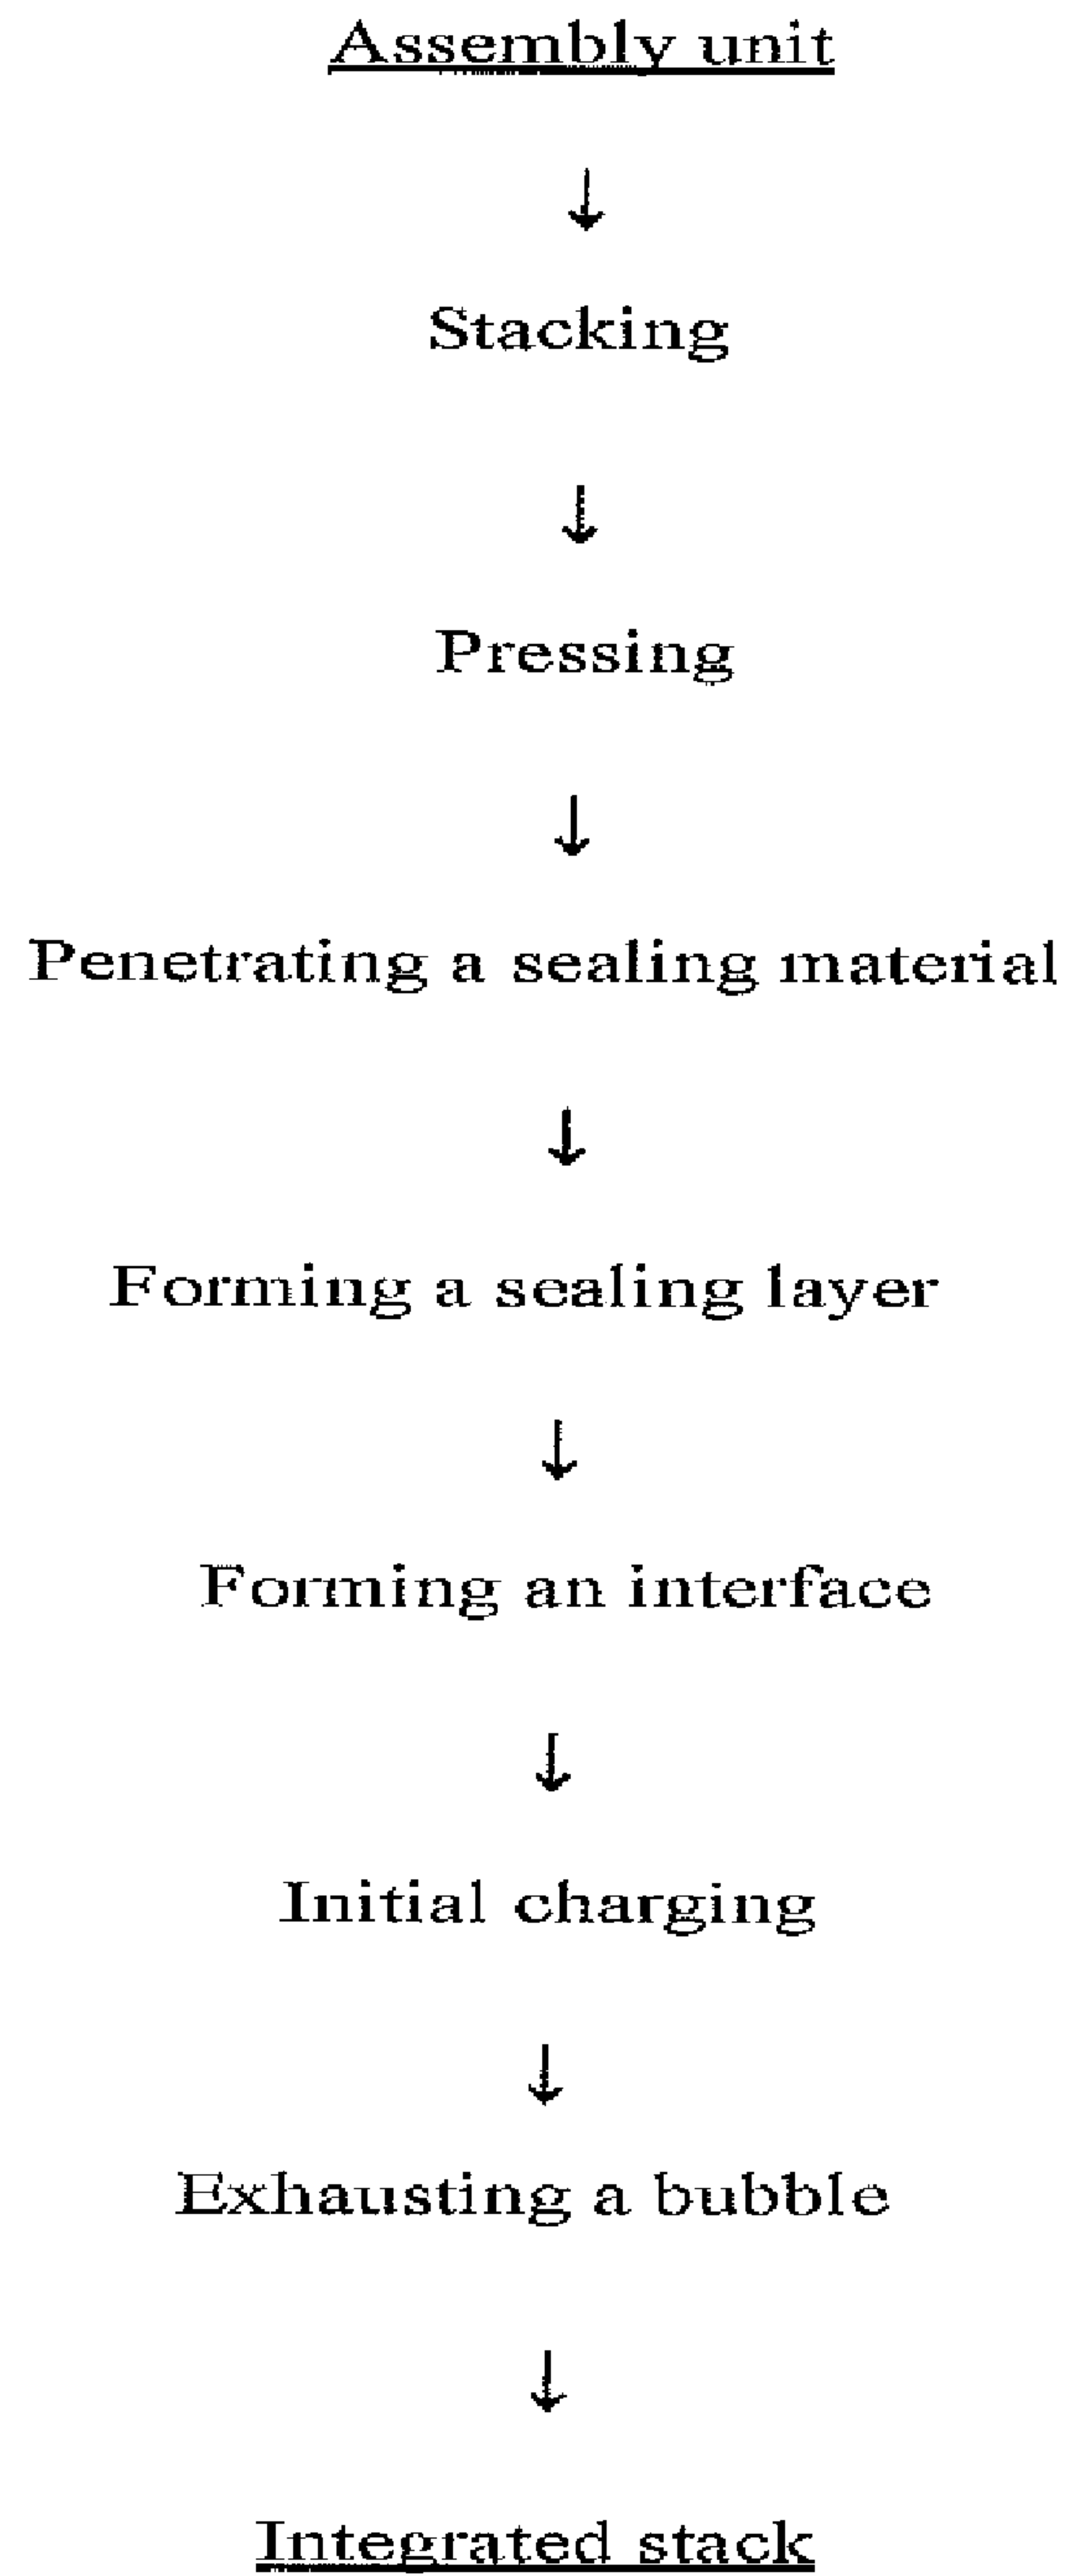 Assembly unit
↓
Stacking
↓
Pressing
↓
Penetrating a sealing material
↓
Forming a sealing layer
↓
Forming an interface
↓
Initial charging
↓
Exhausting a bubble
↓
Integrated stack